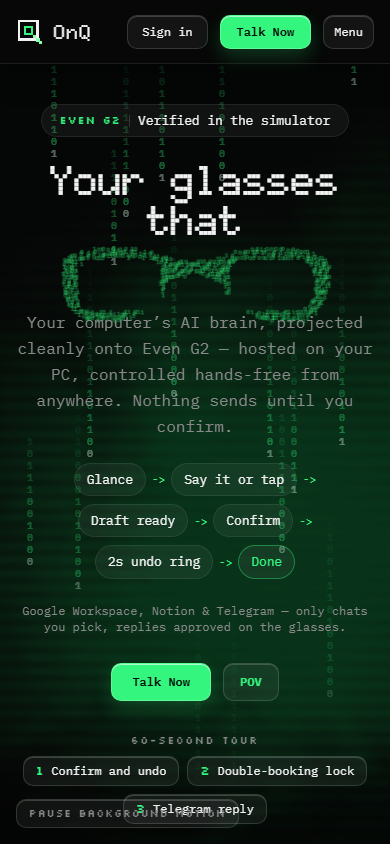 OnQ Sign in Talk Now Menu
EVEN G2 Verified in the simulator
Your glasses
that
Your computer's AI brain, projected
cleanly onto Even G2 — hosted on your
PC, controlled hands-free from
anywhere. Nothing sends until you
confirm.
Glance -> Say it or tap ->
Draft ready -> Confirm ->
2s undo ring -> Done
Google Workspace, Notion & Telegram — only chats
you pick, replies approved on the glasses.
Talk Now POV
60-SECOND TOUR
1 Confirm and undo 2 Double-booking lock
3 Telegram reply
PAUSE BACKGROUND MOTION